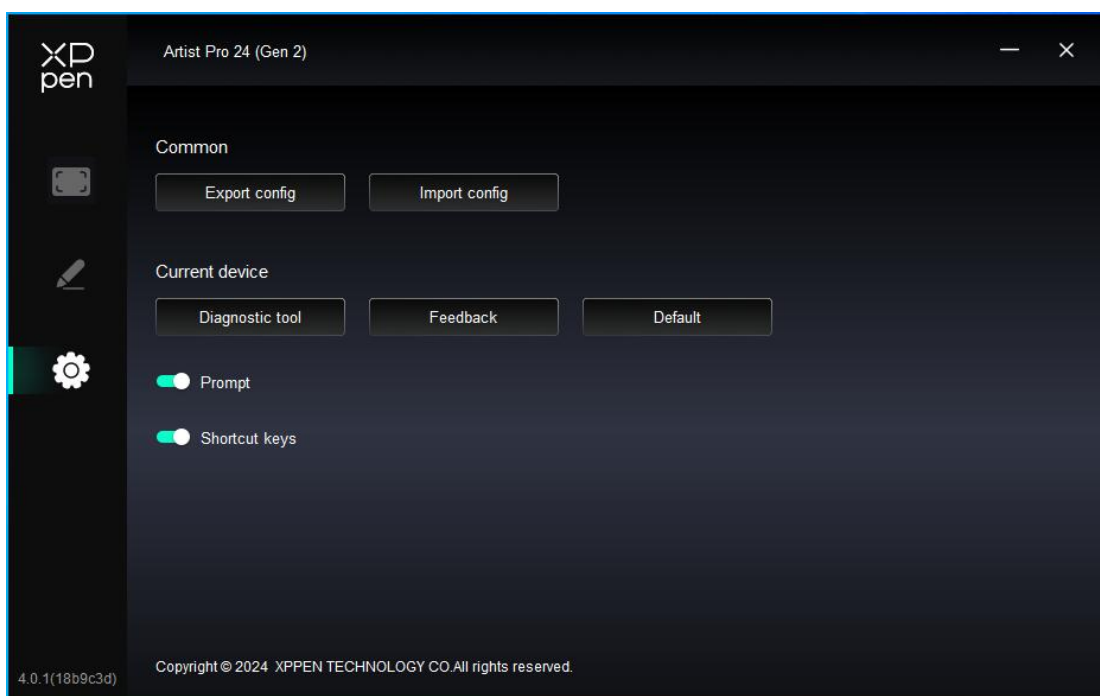 XP
pen
Artist Pro 24 (Gen 2)
Common
Export config
Import config
Current device
Diagnostic tool
Feedback
Default
Prompt
Shortcut keys
4.0.1(18b9c3d)
Copyright © 2024 XPPEN TECHNOLOGY CO.All rights reserved.